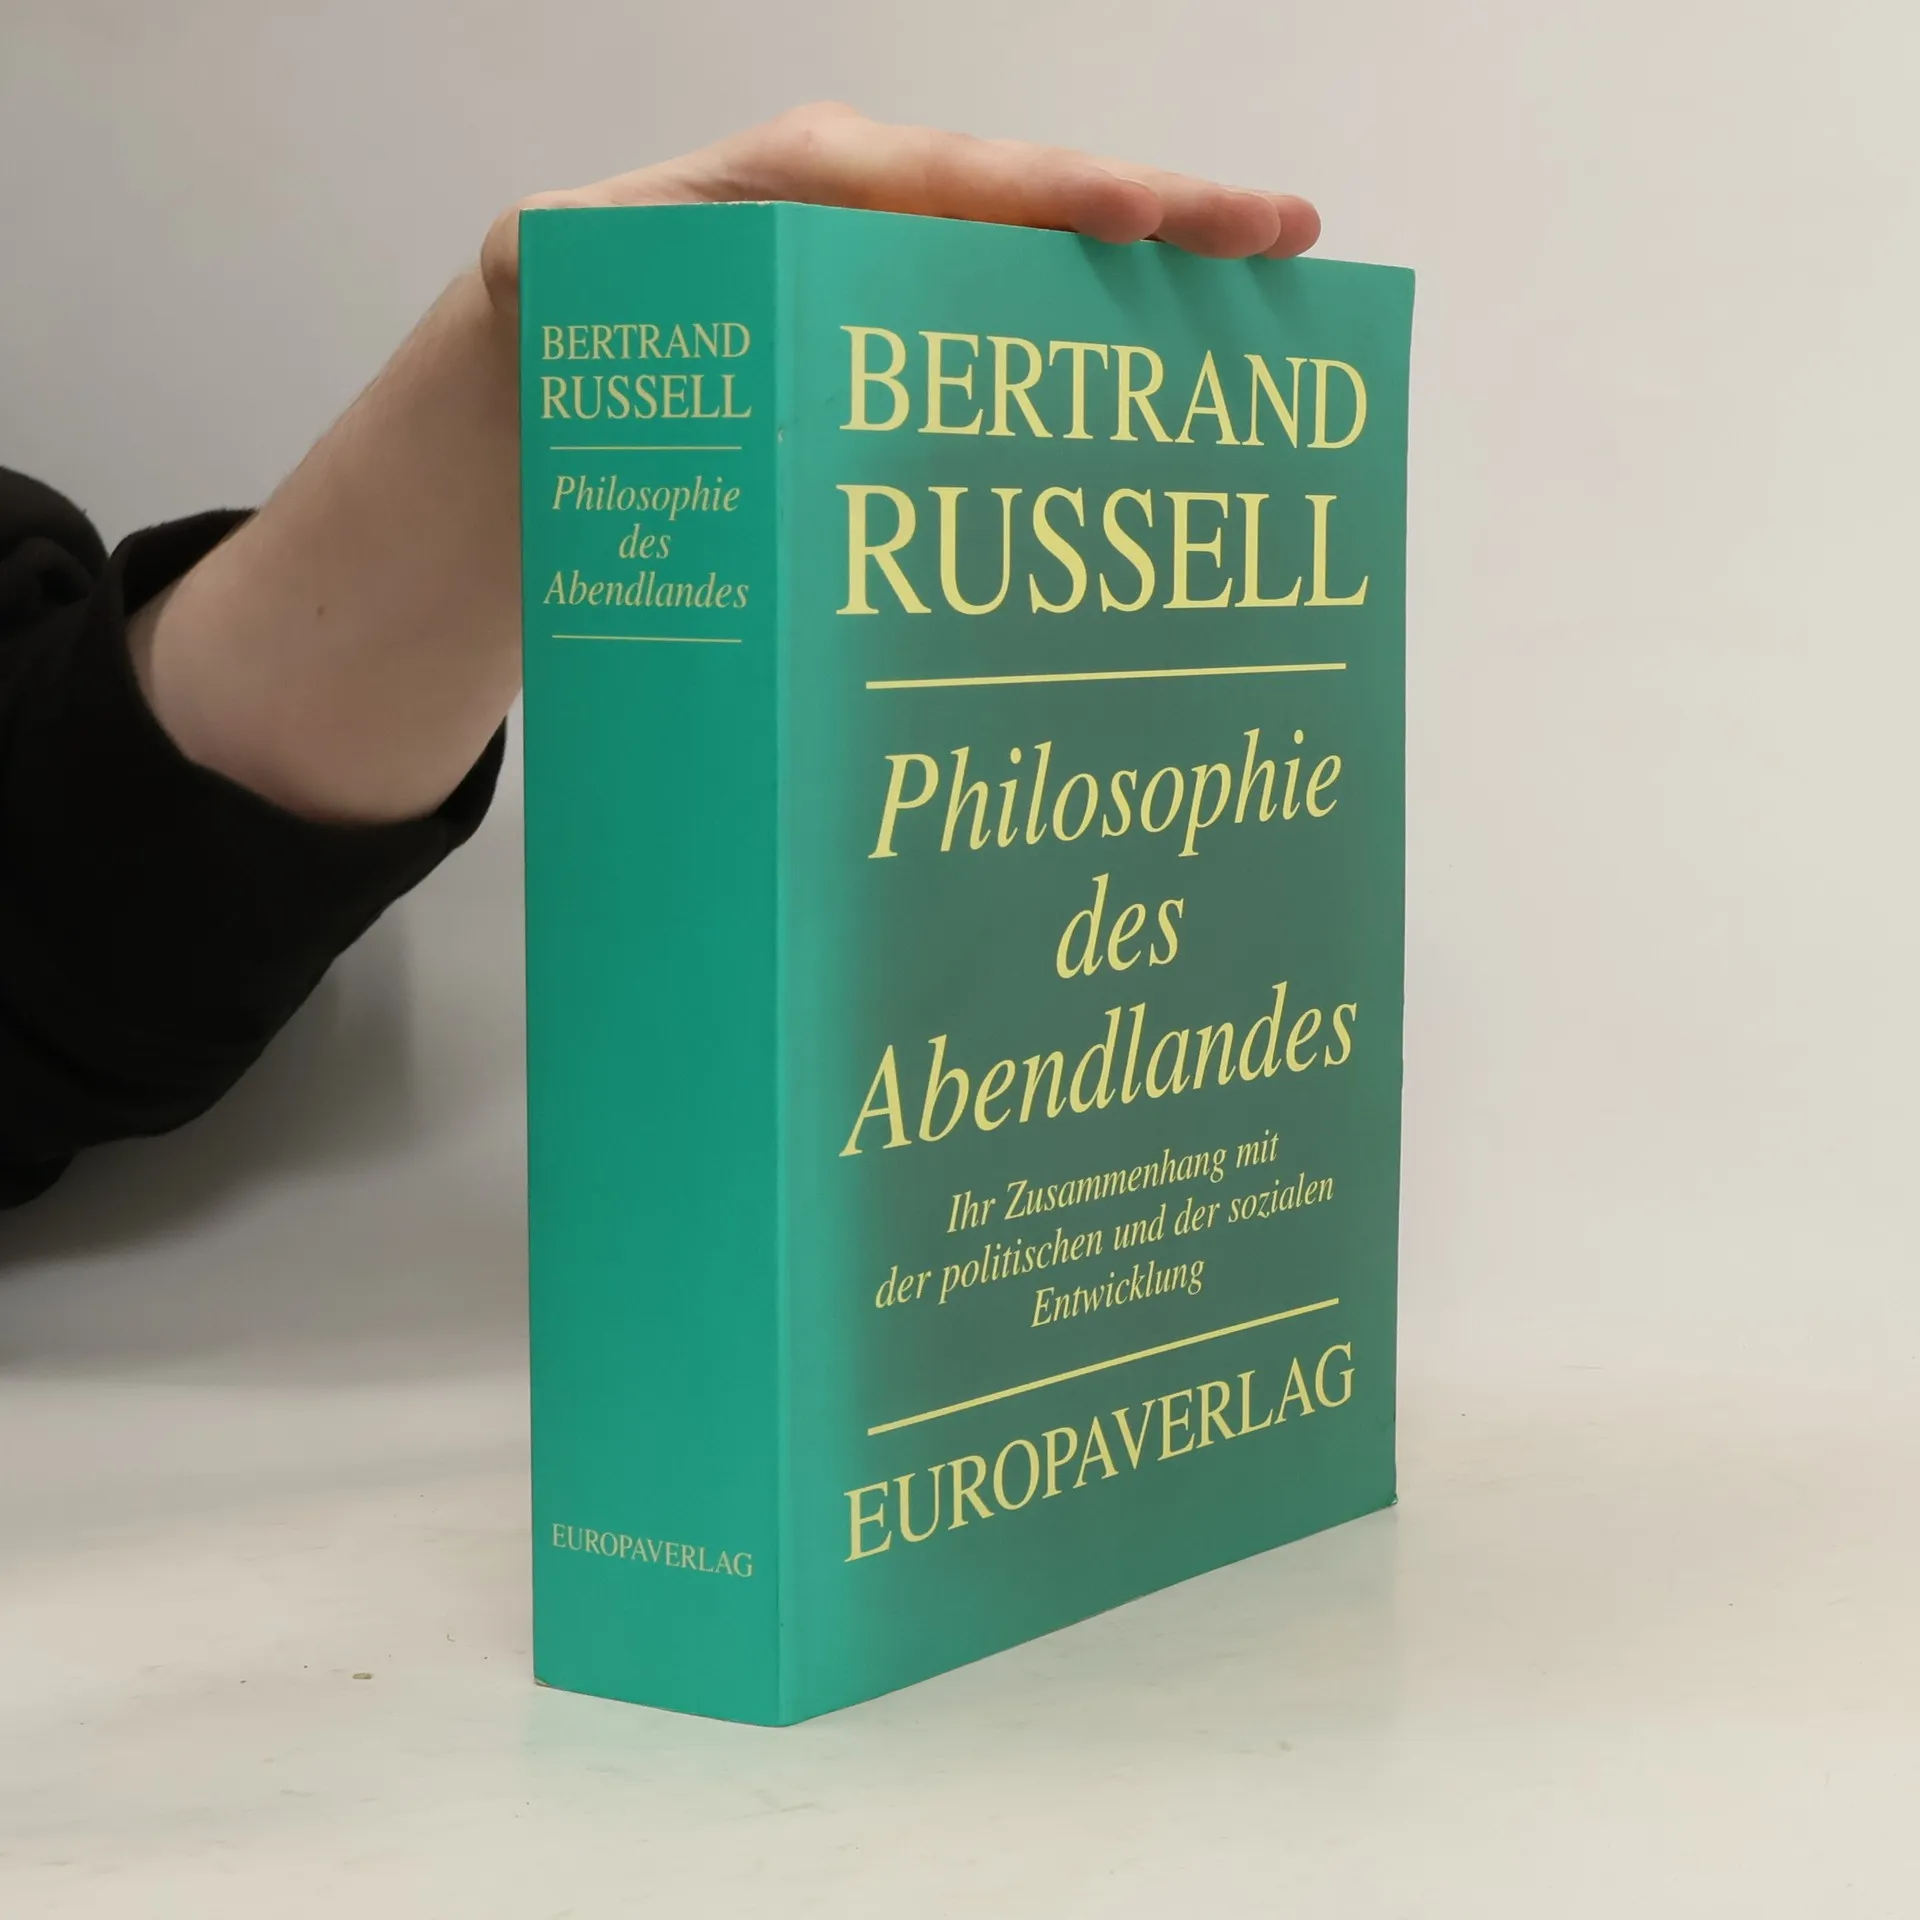 BERTRAND
RUSSELL
Philosophie
des
Abendlandes
EUROPAVERLAG
BERTRAND
RUSSELL
Philosophie
des
Abendlandes
Ihr Zusammenhang mit
der politischen und der sozialen
Entwicklung
EUROPAVERLAG